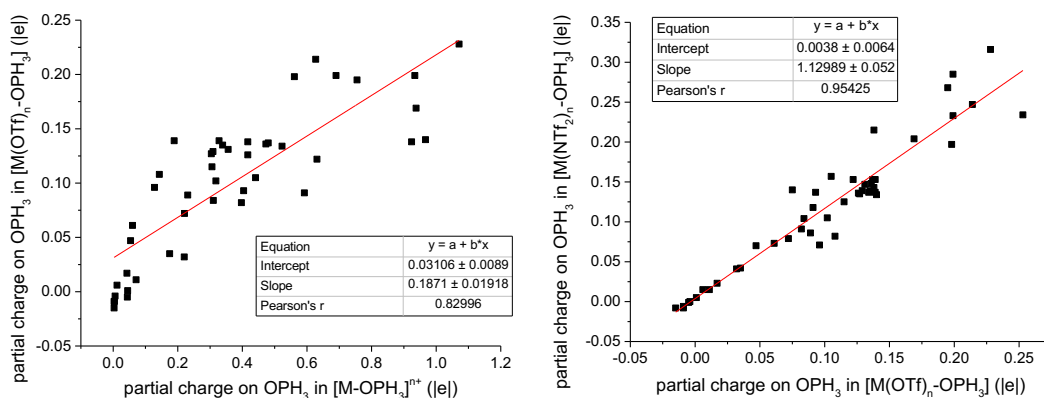 0.25
0.20
0.15
0.10
0.05
0.00
-0.05
partial charge on OPH₃ in [M(OTf)ₙ-OPH₃] (|e|)
Equation y = a + b*x
Intercept 0.03106 ± 0.0089
Slope 0.1871 ± 0.01918
Pearson's r 0.82996
0.0 0.2 0.4 0.6 0.8 1.0 1.2
partial charge on OPH₃ in [M-OPH₃]ⁿ⁺ (|e|)
0.35
0.30
0.25
0.20
0.15
0.10
0.05
0.00
-0.05
partial charge on OPH₃ in [M(NTf₂)ₙ-OPH₃] (|e|)
Equation y = a + b*x
Intercept 0.0038 ± 0.0064
Slope 1.12989 ± 0.052
Pearson's r 0.95425
-0.05 0.00 0.05 0.10 0.15 0.20 0.25
partial charge on OPH₃ in [M(OTf)ₙ-OPH₃] (|e|)